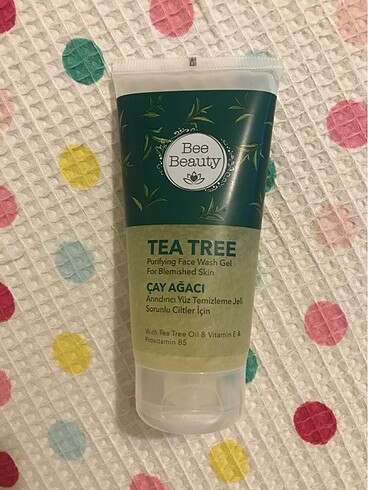 Bee
Beauty
TEA TREE
Purifying Face Wash Gel
For Blemished Skin
ÇAY AĞACI
Arındırıcı Yüz Temizleme Jeli
Sorunlu Ciltler İçin
With Tea Tree Oil & Vitamin E &
Provitamin B5